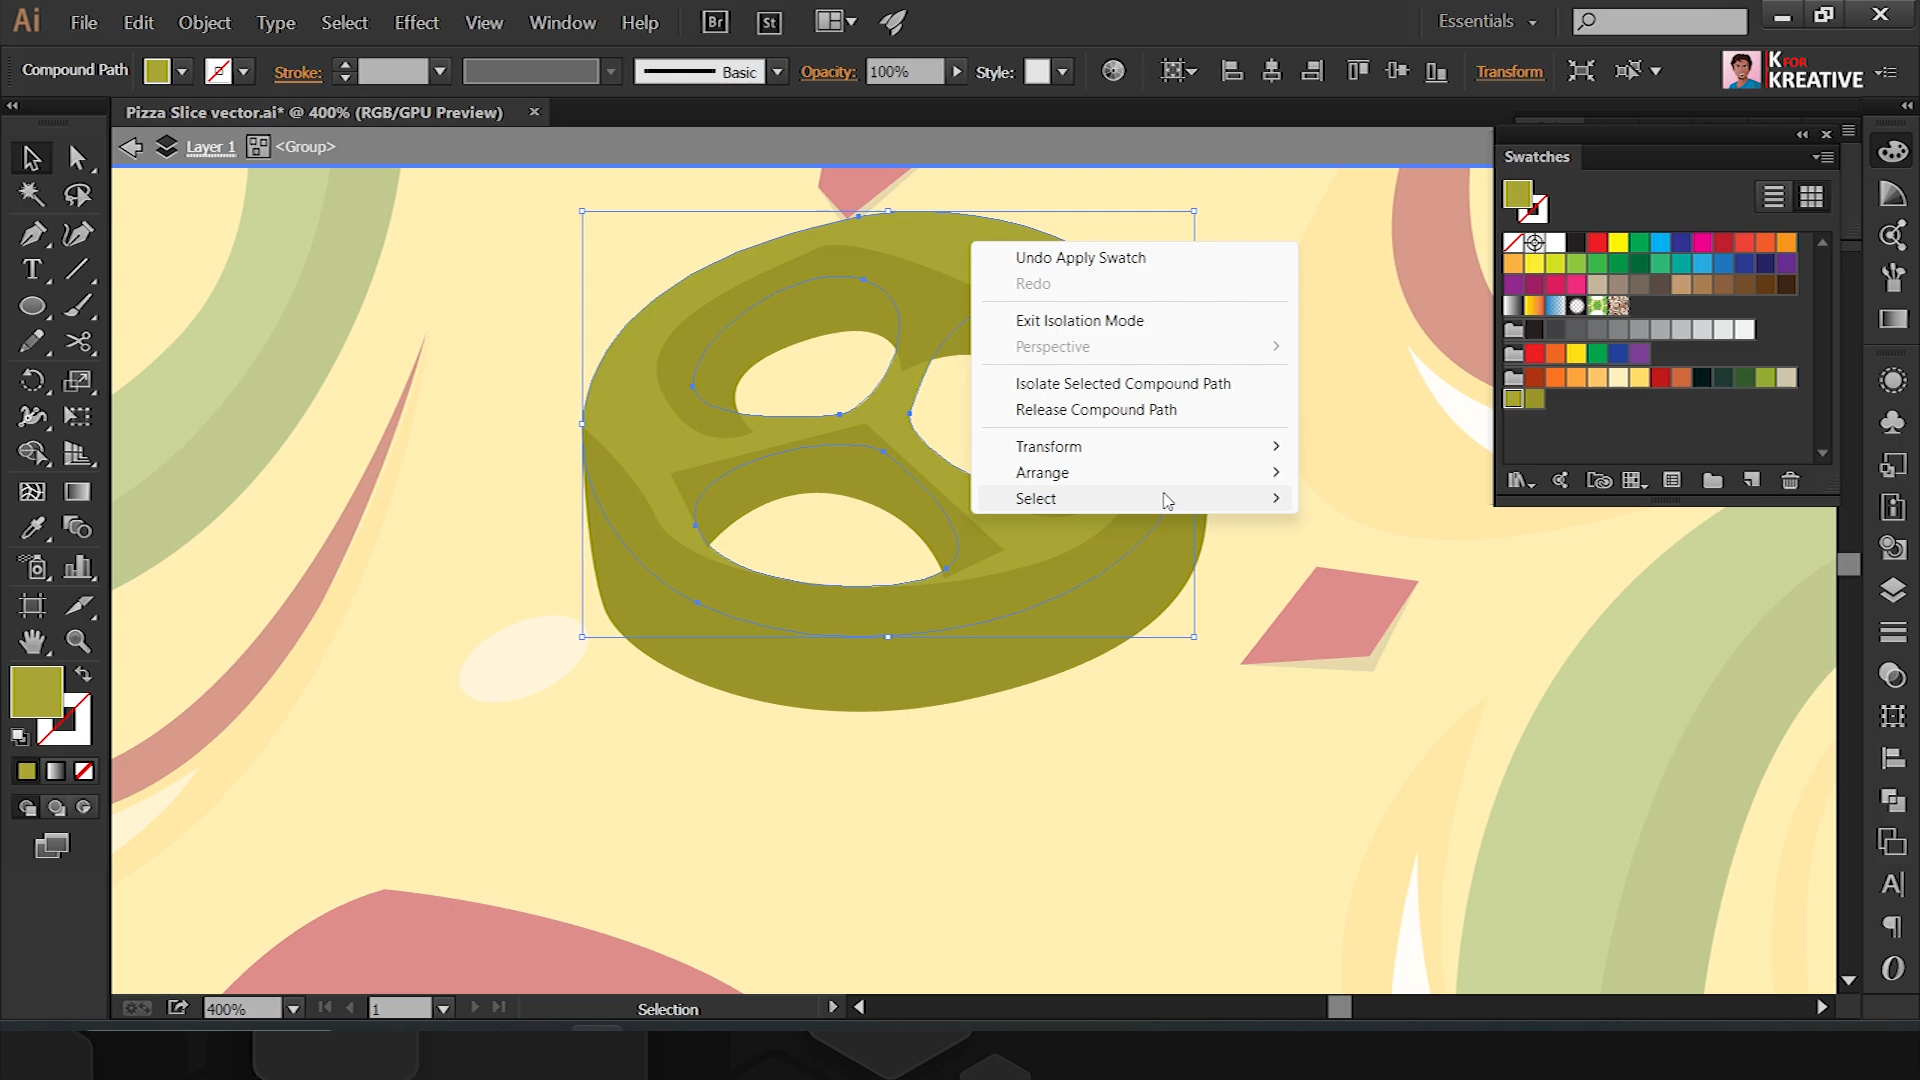 Ai File Edit Object Type Select Effect View Window Help Br St Essentials
Compound Path Stroke: Basic Opacity: 100% Style: Transform K FOR KREATIVE
Pizza Slice vector.ai* @ 400% (RGB/GPU Preview)
Layer 1 <Group>
Swatches
Undo Apply Swatch
Redo
Exit Isolation Mode
Perspective
Isolate Selected Compound Path
Release Compound Path
Transform
Arrange
Select
400% 1 Selection